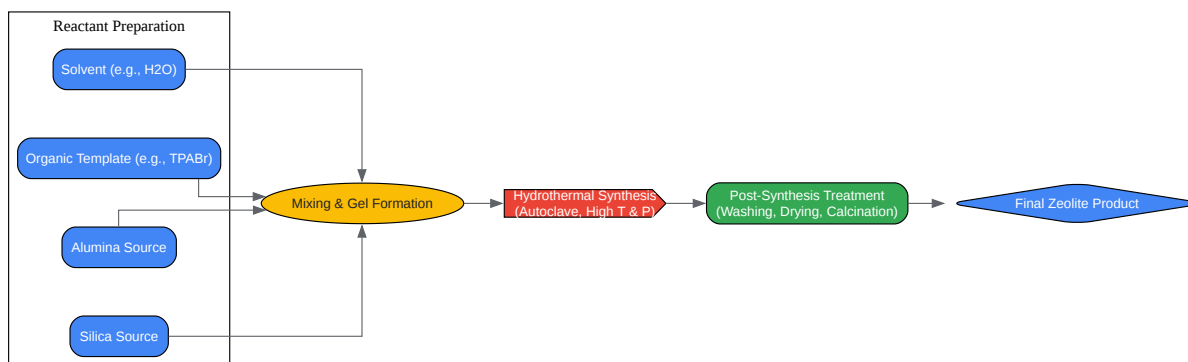 Reactant Preparation
Solvent (e.g., H2O)
Organic Template (e.g., TPABr)
Alumina Source
Silica Source
Mixing & Gel Formation
Hydrothermal Synthesis
(Autoclave, High T & P)
Post-Synthesis Treatment
(Washing, Drying, Calcination)
Final Zeolite Product